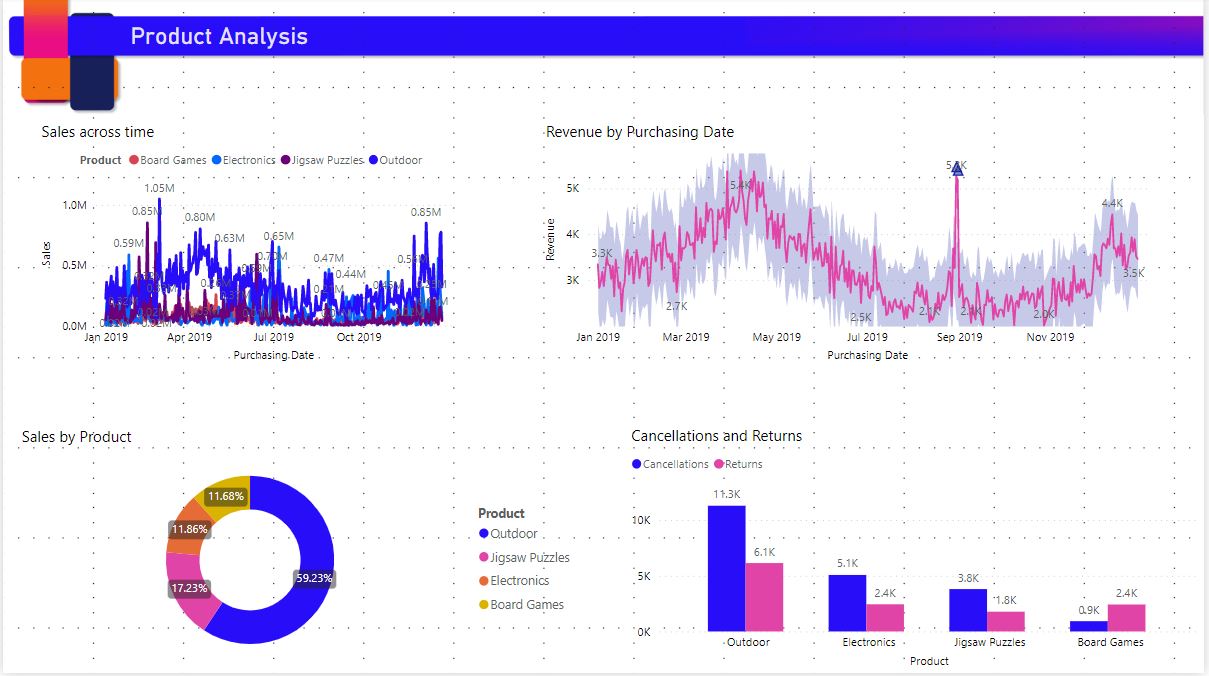 Product Analysis
Sales across time
Product Board Games Electronics Jigsaw Puzzles Outdoor
1.05M
0.85M
0.80M
0.59M
0.63M
0.65M
0.47M
0.44M
0.85M
1.0M
0.5M
0.0M
Sales
Jan 2019 Apr 2019 Jul 2019 Oct 2019
Purchasing Date
Revenue by Purchasing Date
5.4K
4.4K
3.3K
3.5K
2.7K
2.5K
2.1K
2.0K
5K
4K
3K
Revenue
Jan 2019 Mar 2019 May 2019 Jul 2019 Sep 2019 Nov 2019
Purchasing Date
Sales by Product
11.68%
11.86%
17.23%
59.23%
Product
Outdoor
Jigsaw Puzzles
Electronics
Board Games
Cancellations and Returns
Cancellations Returns
11.3K
6.1K
5.1K
2.4K
3.8K
1.8K
0.9K
2.4K
10K
5K
0K
Outdoor Electronics Jigsaw Puzzles Board Games
Product